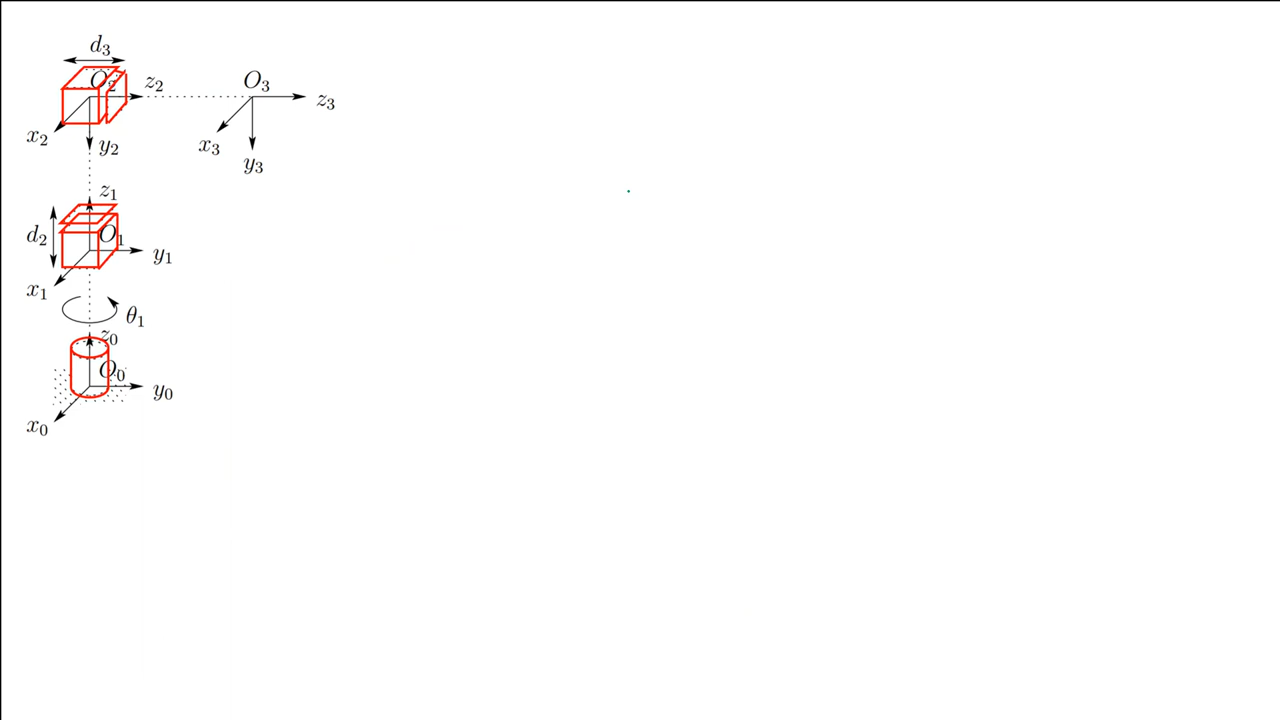 d₃
O₂ z₂ O₃
z₃
x₂ y₂ x₃
y₃
z₁
d₂ O₁
y₁
x₁
θ₁
z₀
O₀
y₀
x₀